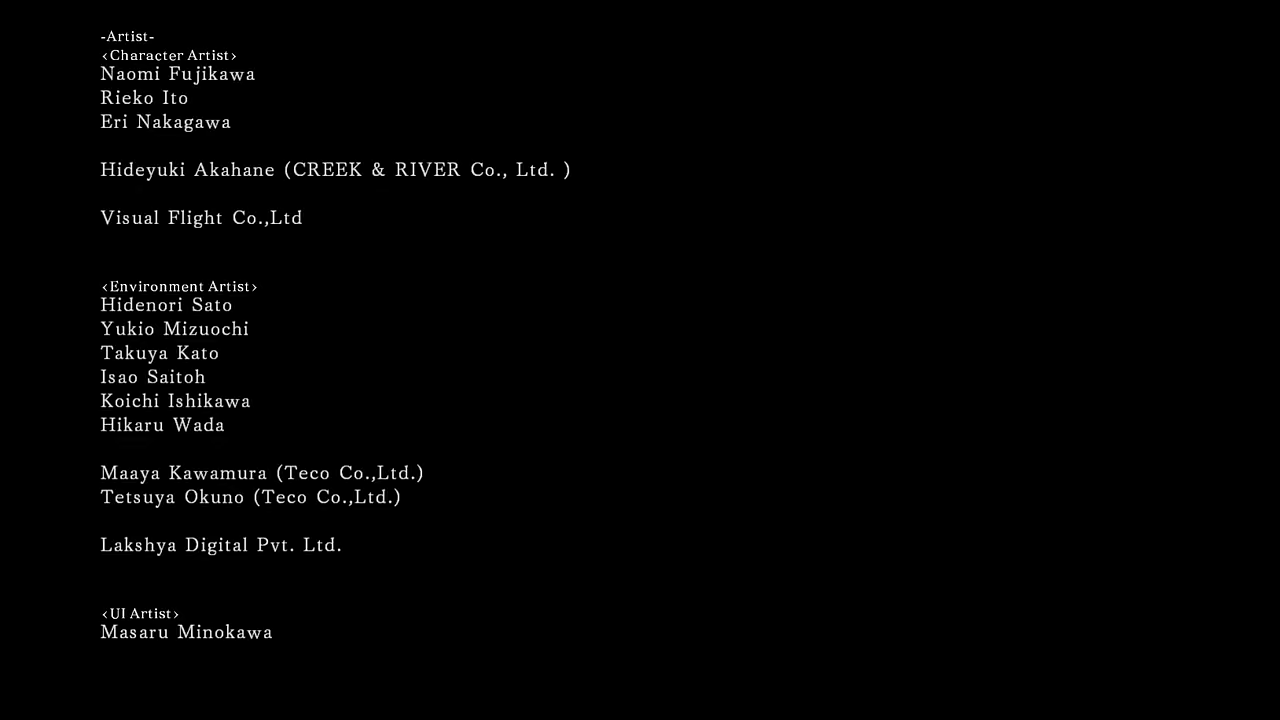 -Artist-
<Character Artist>
Naomi Fujikawa
Rieko Ito
Eri Nakagawa
Hideyuki Akahane (CREEK & RIVER Co., Ltd. )
Visual Flight Co.,Ltd
<Environment Artist>
Hidenori Sato
Yukio Mizuochi
Takuya Kato
Isao Saitoh
Koichi Ishikawa
Hikaru Wada
Maaya Kawamura (Teco Co.,Ltd.)
Tetsuya Okuno (Teco Co.,Ltd.)
Lakshya Digital Pvt. Ltd.
<UI Artist>
Masaru Minokawa